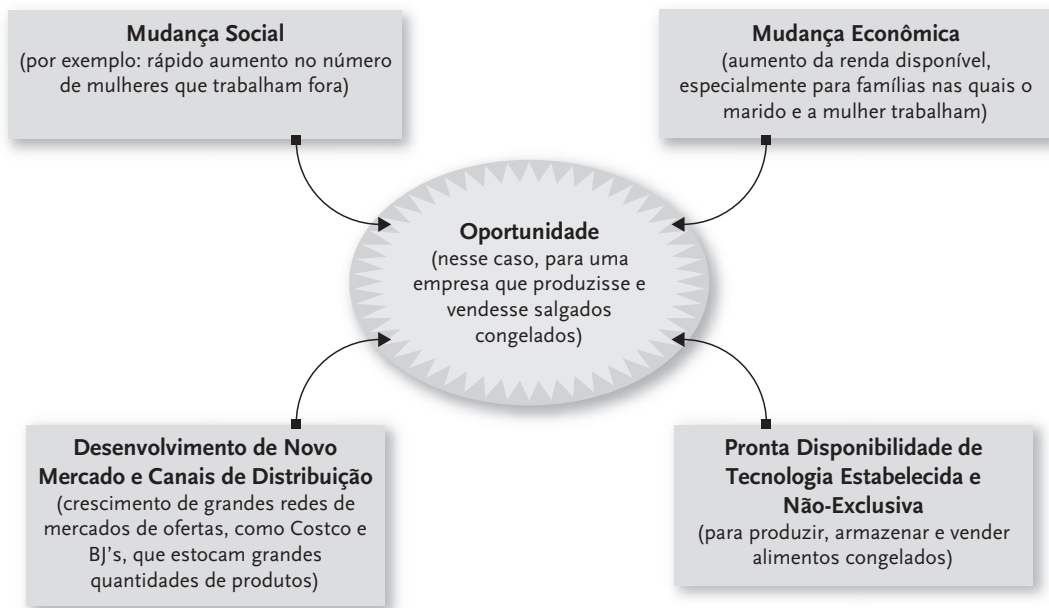 Mudança Social
(por exemplo: rápido aumento no número
de mulheres que trabalham fora)
Mudança Econômica
(aumento da renda disponível,
especialmente para famílias nas quais o
marido e a mulher trabalham)
Oportunidade
(nesse caso, para uma
empresa que produzisse e
vendesse salgados
congelados)
Desenvolvimento de Novo
Mercado e Canais de Distribuição
(crescimento de grandes redes de
mercados de ofertas, como Costco e
BJ's, que estocam grandes
quantidades de produtos)
Pronta Disponibilidade de
Tecnologia Estabelecida e
Não-Exclusiva
(para produzir, armazenar e vender
alimentos congelados)